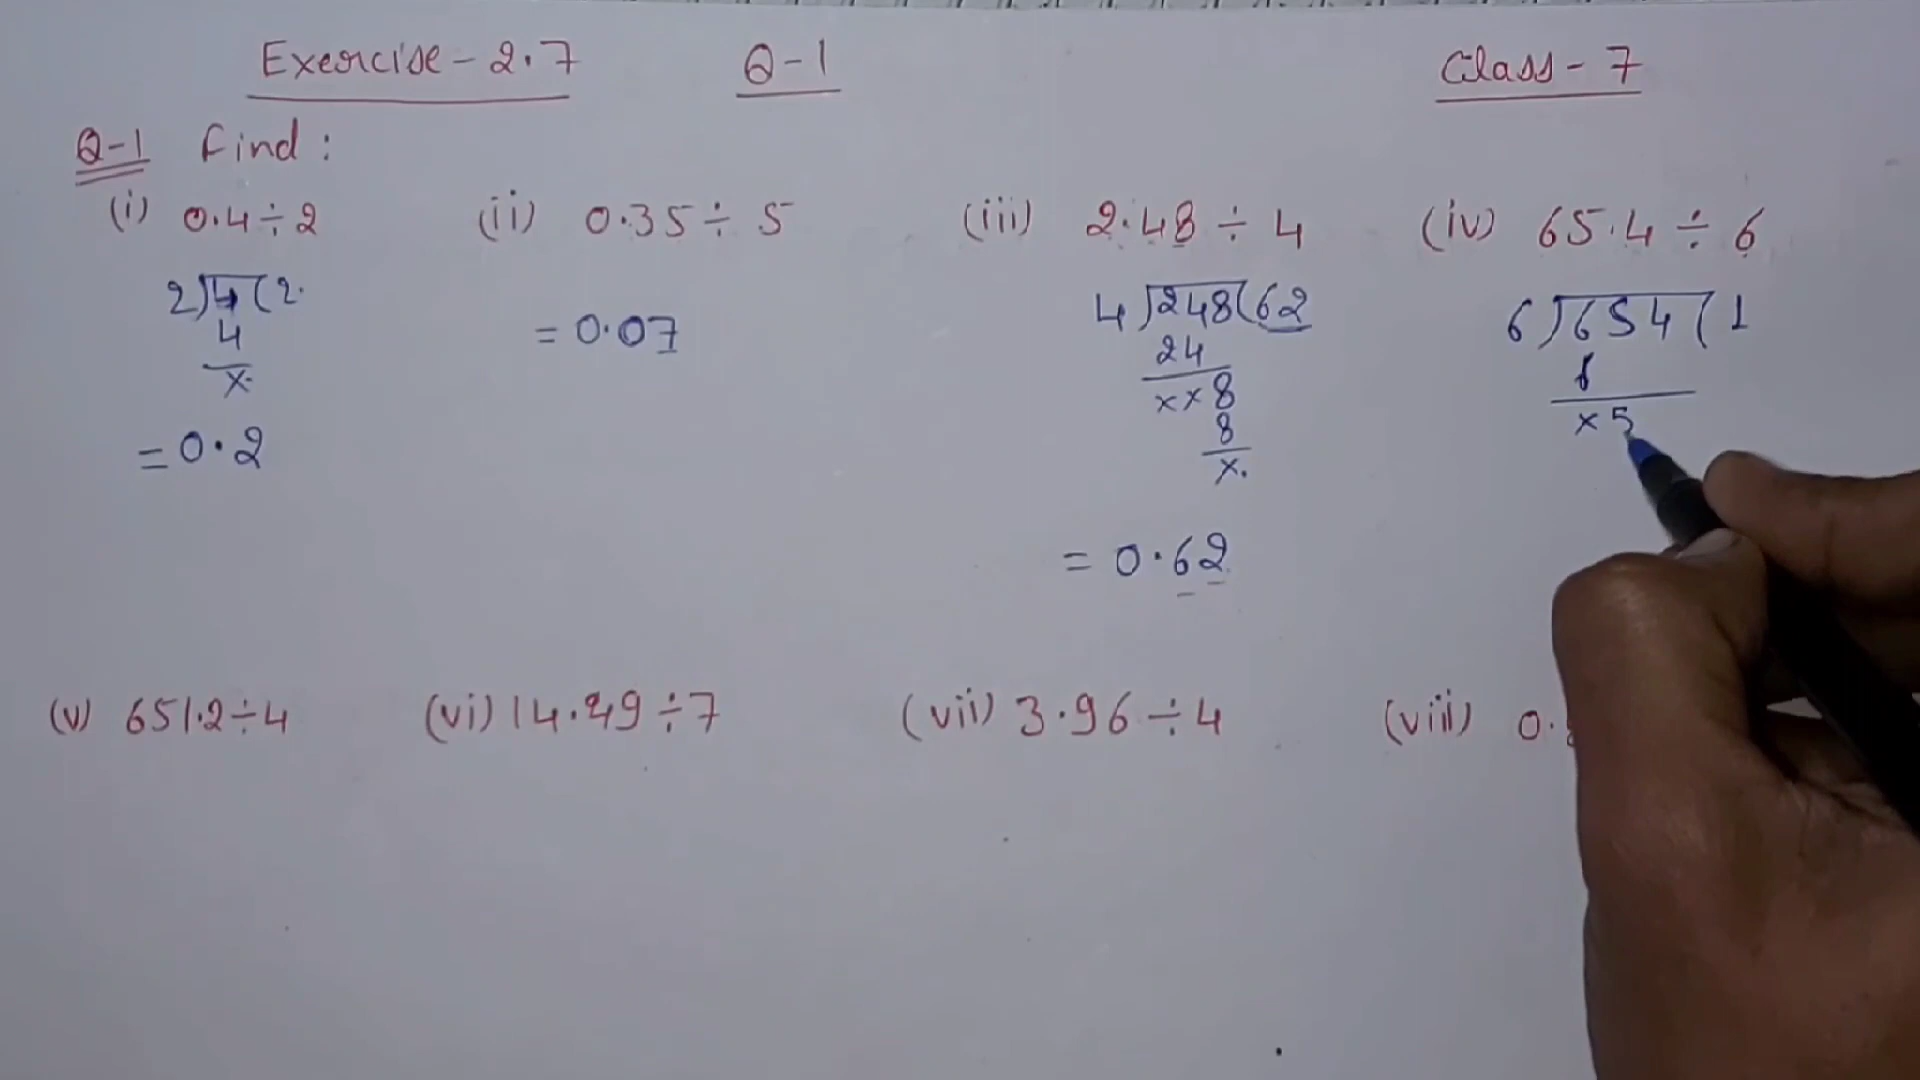 Exercise - 2.7 Q-1 Class - 7
Q-1 Find :
(i) 0.4÷2 (ii) 0.35÷ 5 (iii) 2.48 ÷ 4 (iv) 65.4 ÷ 6
2)4(2. 4)248(62 6)654(1
4 24 6
x. xx8 x5
8
x.
= 0.2 = 0.07 = 0.62
(v) 651.2÷4 (vi) 14.49÷7 (vii) 3.96÷4 (viii) 0.